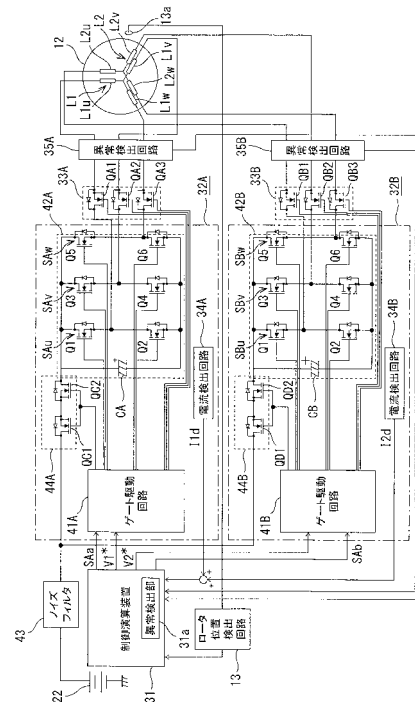 12
L2
L2u
L2v
13a
L1
L1u
L1v
L2w
L1w
35A
異常検出回路
35B
異常検出回路
33A
QA1
QA2
QA3
33B
QB1
QB2
QB3
42A
32A
42B
32B
SAu
SAv
SAw
Q1
Q3
Q5
Q2
Q4
Q6
SBu
SBv
SBw
Q1
Q3
Q5
Q2
Q4
Q6
CA
CB
34A
電流検出回路
34B
電流検出回路
I1d
I2d
44A
QC1
QC2
44B
QD1
QD2
41A
ゲート駆動
回路
41B
ゲート駆動
回路
SAa
V1*
V2*
SAb
43
ノイズ
フィルタ
22
31
制御演算装置
異常検出部
31a
13
ロータ
位置
検出
回路